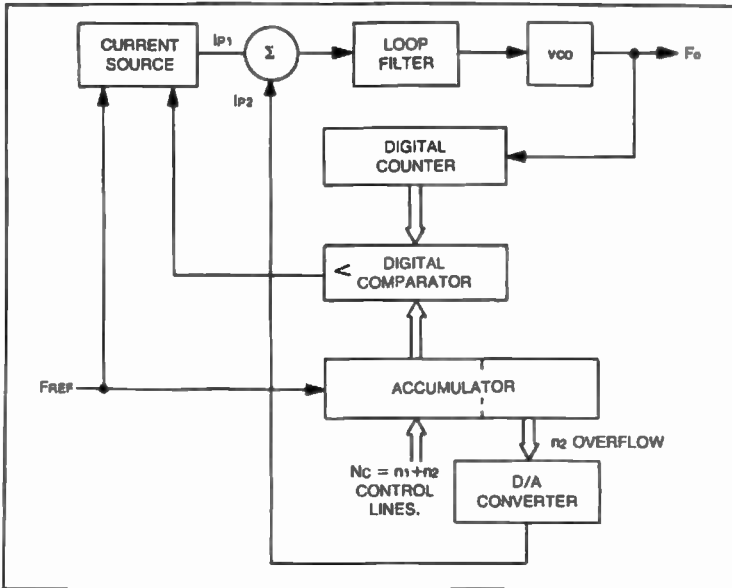 CURRENT
SOURCE
IP1
Σ
LOOP
FILTER
VCO
Fo
IP2
DIGITAL
COUNTER
< DIGITAL
COMPARATOR
FREF
ACCUMULATOR
n2 OVERFLOW
NC = n1+n2
CONTROL
LINES.
D/A
CONVERTER